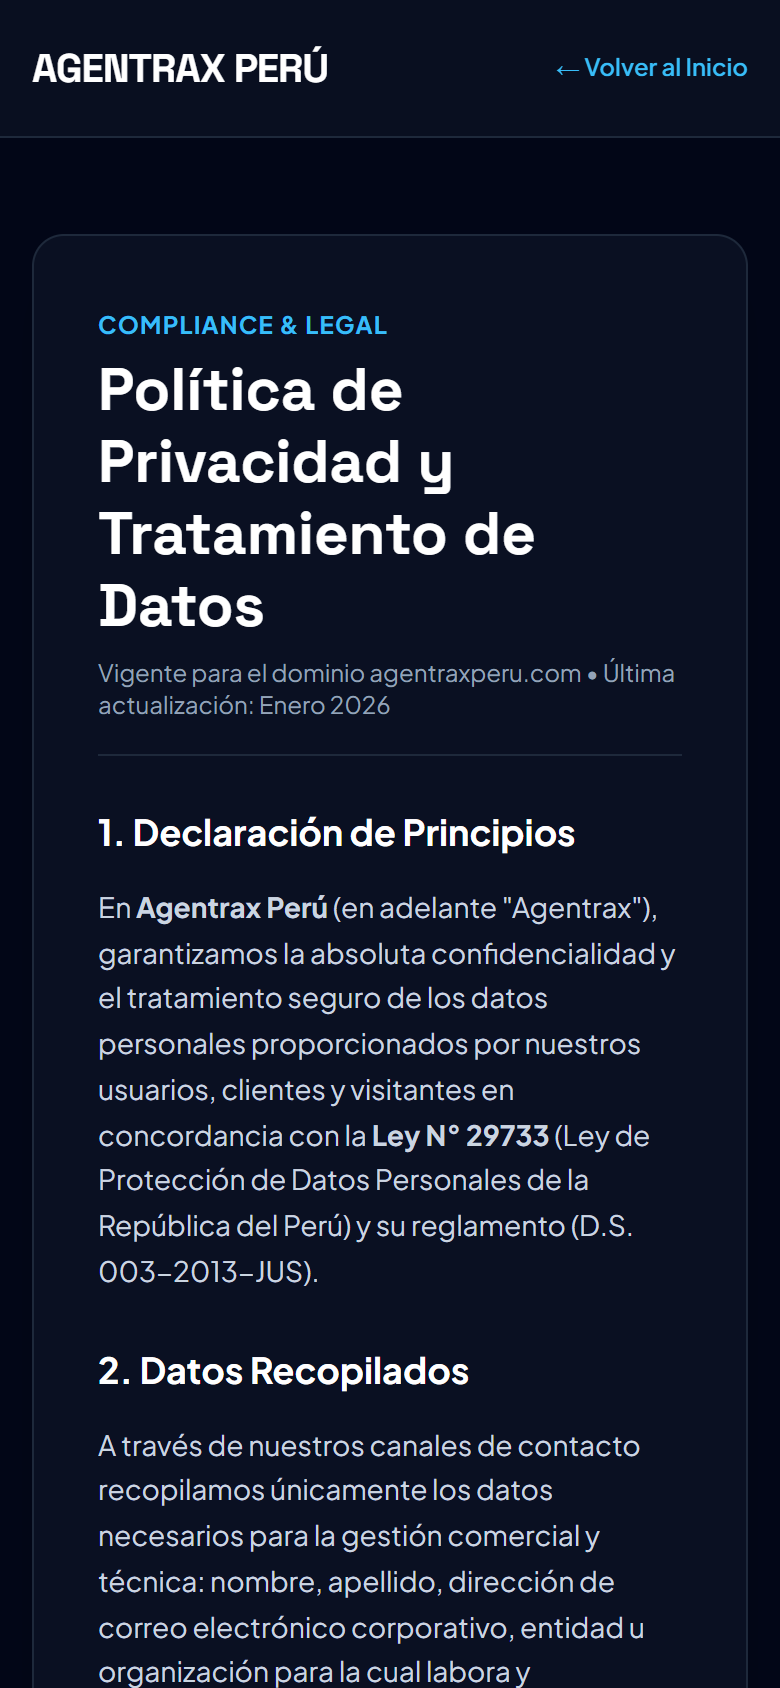 AGENTRAX PERÚ
← Volver al Inicio
COMPLIANCE & LEGAL
Política de
Privacidad y
Tratamiento de
Datos
Vigente para el dominio agentraxperu.com • Última
actualización: Enero 2026
1. Declaración de Principios
En Agentrax Perú (en adelante "Agentrax"),
garantizamos la absoluta confidencialidad y
el tratamiento seguro de los datos
personales proporcionados por nuestros
usuarios, clientes y visitantes en
concordancia con la Ley N° 29733 (Ley de
Protección de Datos Personales de la
República del Perú) y su reglamento (D.S.
003-2013-JUS).
2. Datos Recopilados
A través de nuestros canales de contacto
recopilamos únicamente los datos
necesarios para la gestión comercial y
técnica: nombre, apellido, dirección de
correo electrónico corporativo, entidad u
organización para la cual labora y